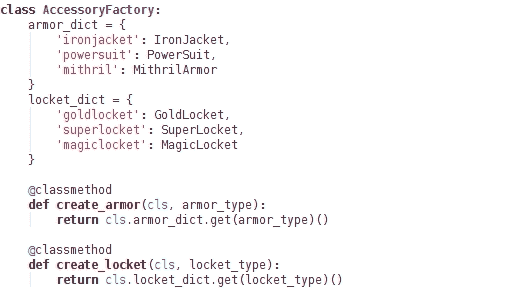 class AccessoryFactory:
    armor_dict = {
        'ironjacket': IronJacket,
        'powersuit': PowerSuit,
        'mithril': MithrilArmor
    }
    locket_dict = {
        'goldlocket': GoldLocket,
        'superlocket': SuperLocket,
        'magiclocket': MagicLocket
    }

    @classmethod
    def create_armor(cls, armor_type):
        return cls.armor_dict.get(armor_type)()

    @classmethod
    def create_locket(cls, locket_type):
        return cls.locket_dict.get(locket_type)()